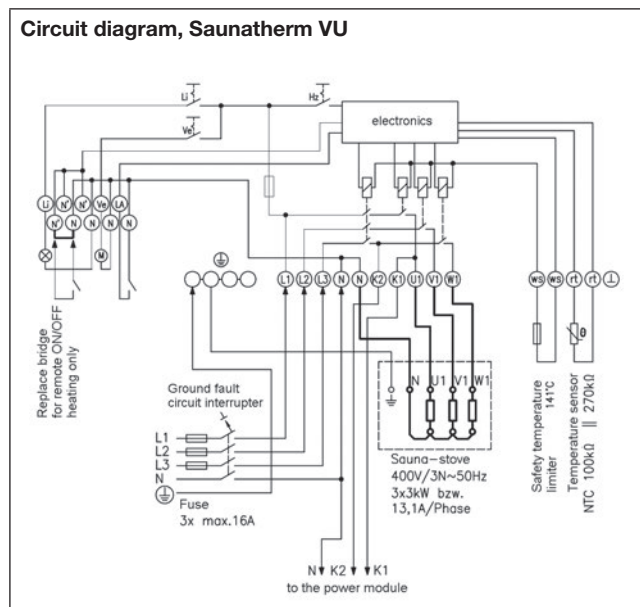 Circuit diagram, Saunatherm VU
Li
Hz
Ve
electronics
Li N' N' Ve LA
N' N N N N
L1 L2 L3 N N K2 K1 U1 V1 W1
ws ws rt rt
Replace bridge
for remote ON/OFF
heating only
M
Ground fault
circuit interrupter
L1
L2
L3
N
Fuse
3x max.16A
N U1 V1 W1
Sauna-stove
400V/3N~50Hz
3x3kW bzw.
13,1A/Phase
Safety temperature
limiter 141°C
Temperature sensor
NTC 100kΩ || 270kΩ
N K2 K1
to the power module